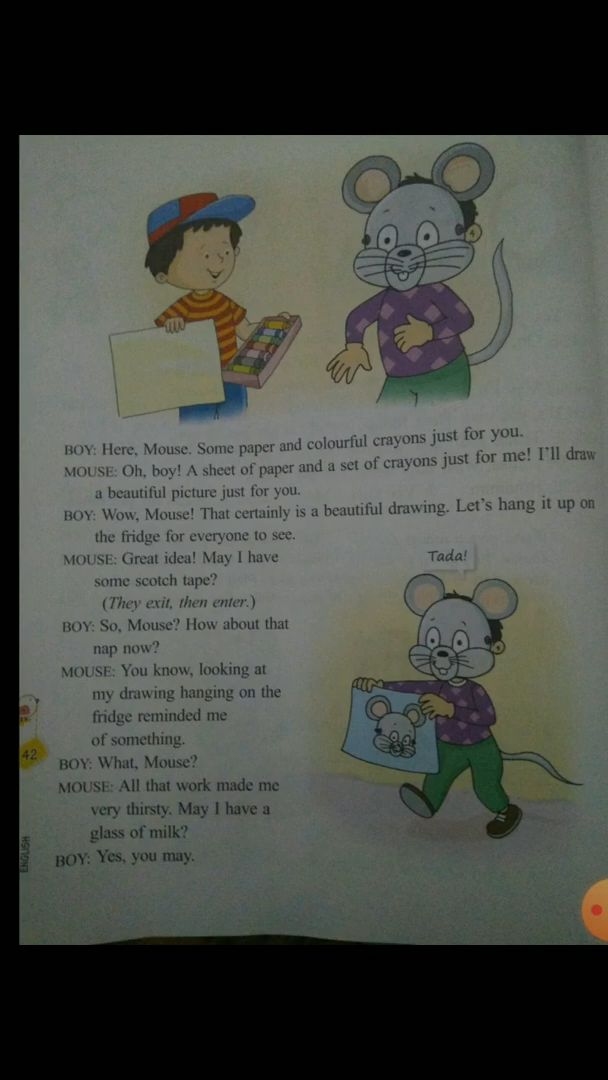 BOY: Here, Mouse. Some paper and colourful crayons just for you.
MOUSE: Oh, boy! A sheet of paper and a set of crayons just for me! I'll draw
a beautiful picture just for you.
BOY: Wow, Mouse! That certainly is a beautiful drawing. Let's hang it up on
the fridge for everyone to see.
MOUSE: Great idea! May I have
some scotch tape?
(They exit, then enter.)
Tada!
BOY: So, Mouse? How about that
nap now?
MOUSE: You know, looking at
my drawing hanging on the
fridge reminded me
of something.
BOY: What, Mouse?
MOUSE: All that work made me
very thirsty. May I have a
glass of milk?
BOY: Yes, you may.
42
ENGLISH